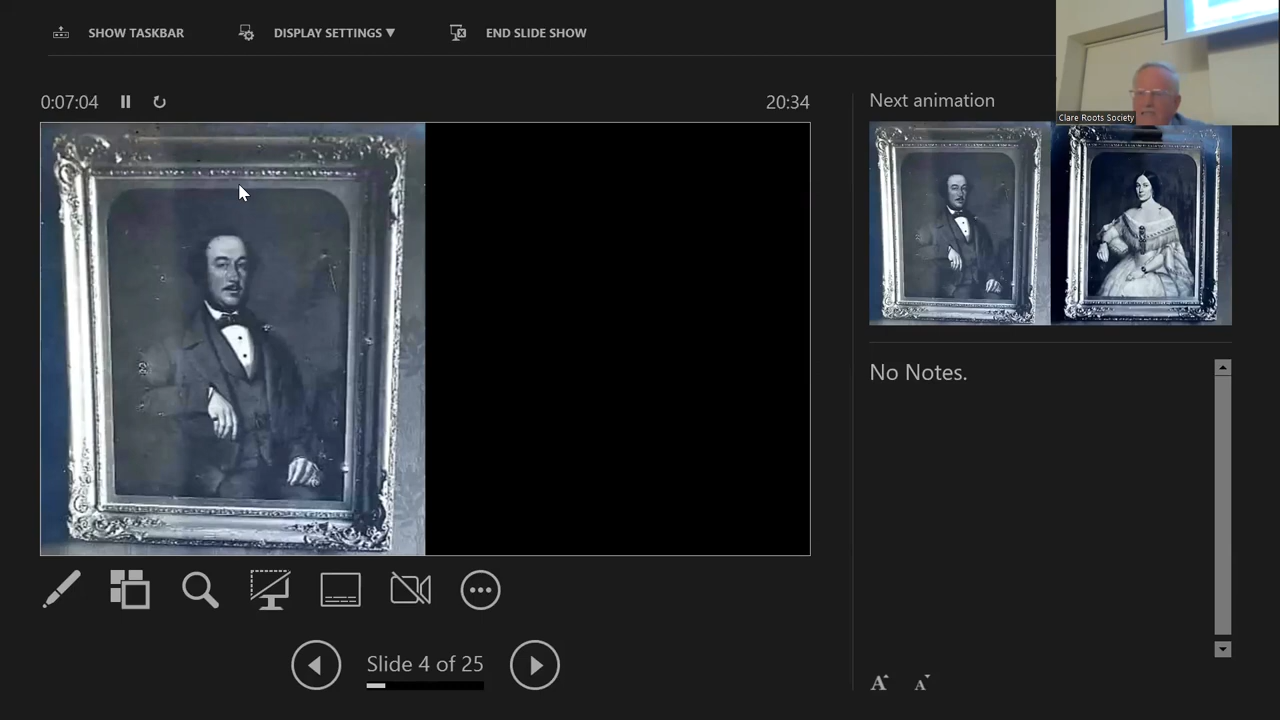 SHOW TASKBAR
DISPLAY SETTINGS ▼
END SLIDE SHOW
0:07:04
20:34
Next animation
Clare Roots Society
No Notes.
Slide 4 of 25
A A